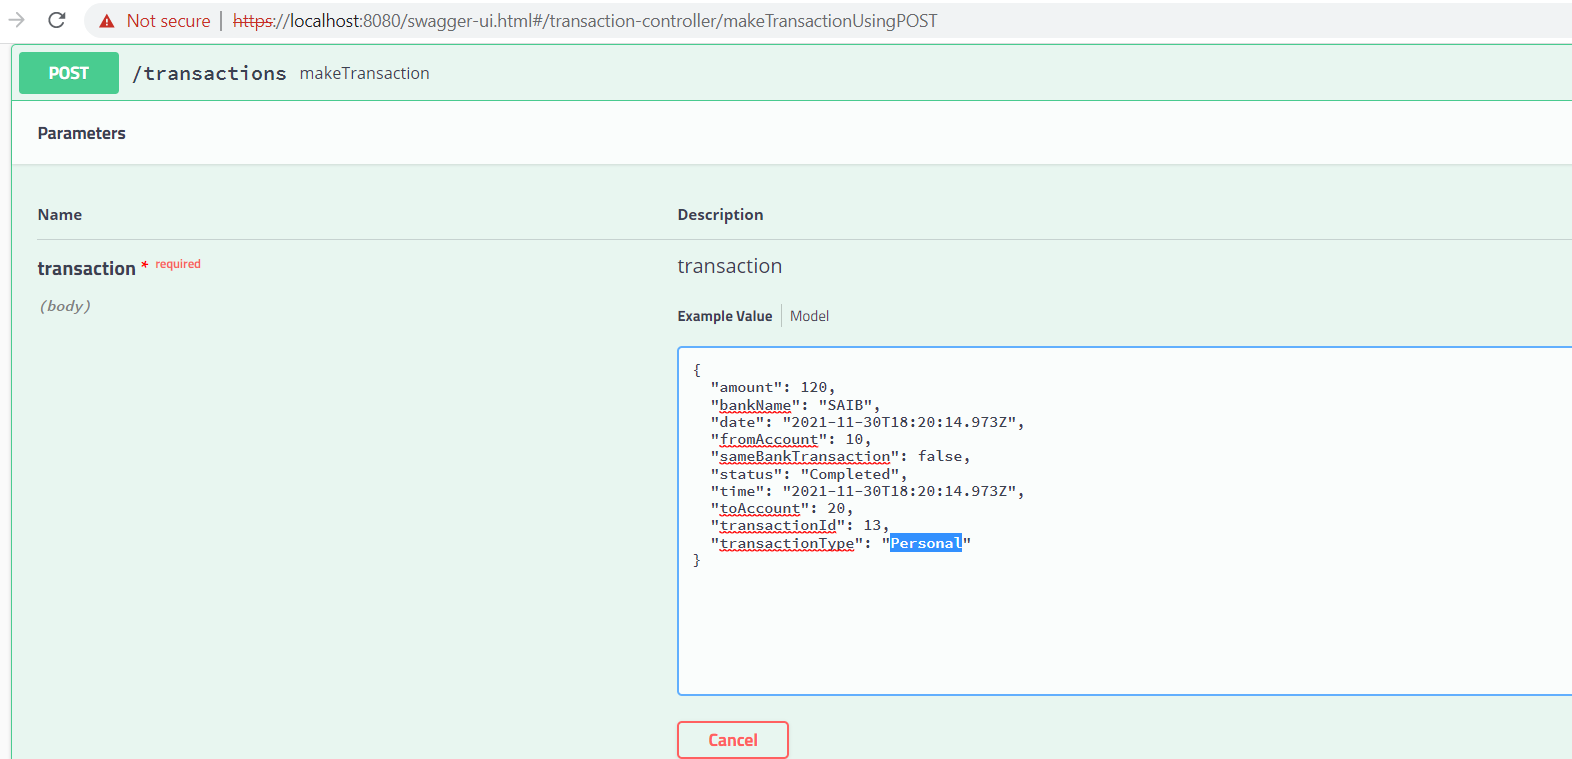 Not secure | https://localhost:8080/swagger-ui.html#/transaction-controller/makeTransactionUsingPOST
POST /transactions makeTransaction
Parameters
Name Description
transaction * required transaction
(body)
Example Value Model
{
"amount": 120,
"bankName": "SAIB",
"date": "2021-11-30T18:20:14.973Z",
"fromAccount": 10,
"sameBankTransaction": false,
"status": "Completed",
"time": "2021-11-30T18:20:14.973Z",
"toAccount": 20,
"transactionId": 13,
"transactionType": "Personal"
}
Cancel